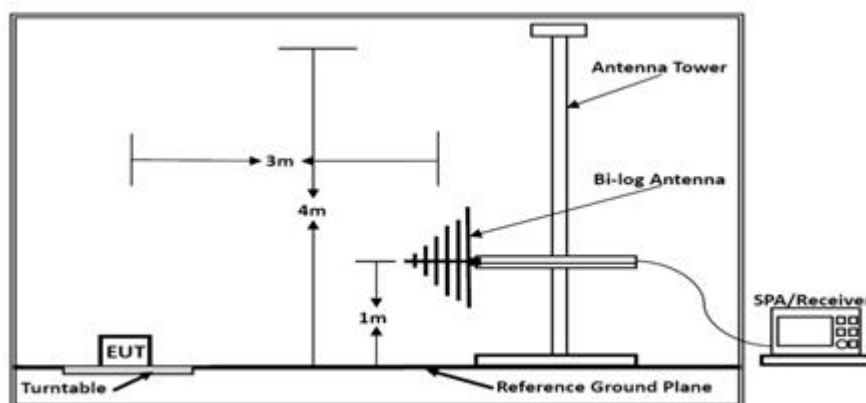 Antenna Tower
3m
Bi-log Antenna
4m
1m
SPA/Receiver
EUT
Turntable
Reference Ground Plane